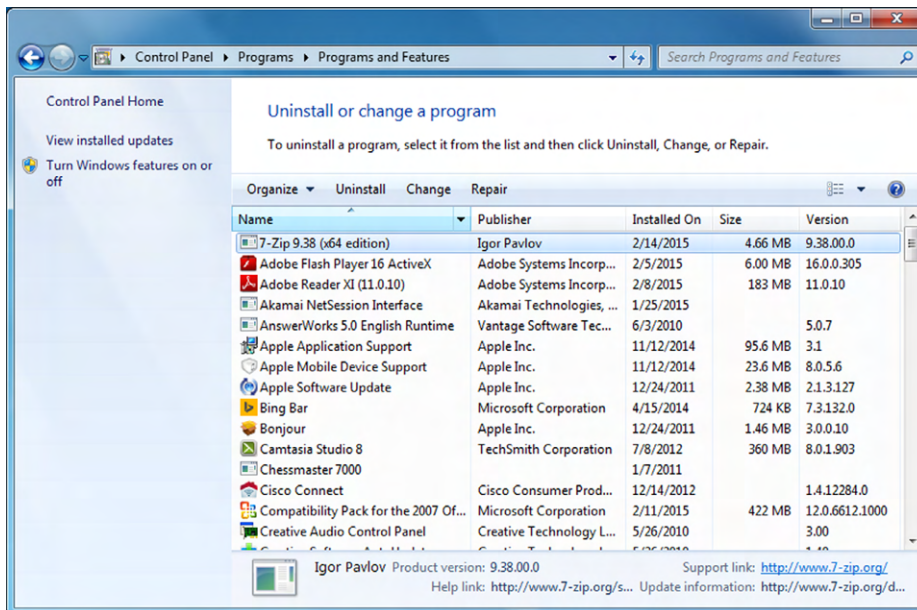 Control Panel Programs Programs and Features Search Programs and Features
Control Panel Home
View installed updates
Turn Windows features on or
off
Uninstall or change a program
To uninstall a program, select it from the list and then click Uninstall, Change, or Repair.
Organize Uninstall Change Repair
Name Publisher Installed On Size Version
7-Zip 9.38 (x64 edition) Igor Pavlov 2/14/2015 4.66 MB 9.38.00.0
Adobe Flash Player 16 ActiveX Adobe Systems Incorp... 2/5/2015 6.00 MB 16.0.0.305
Adobe Reader XI (11.0.10) Adobe Systems Incorp... 2/8/2015 183 MB 11.0.10
Akamai NetSession Interface Akamai Technologies, ... 1/25/2015
AnswerWorks 5.0 English Runtime Vantage Software Tec... 6/3/2010 5.0.7
Apple Application Support Apple Inc. 11/12/2014 95.6 MB 3.1
Apple Mobile Device Support Apple Inc. 11/12/2014 23.6 MB 8.0.5.6
Apple Software Update Apple Inc. 12/24/2011 2.38 MB 2.1.3.127
Bing Bar Microsoft Corporation 4/15/2014 724 KB 7.3.132.0
Bonjour Apple Inc. 12/24/2011 1.46 MB 3.0.0.10
Camtasia Studio 8 TechSmith Corporation 7/8/2012 360 MB 8.0.1.903
Chessmaster 7000 1/7/2011
Cisco Connect Cisco Consumer Prod... 12/14/2012 1.4.12284.0
Compatibility Pack for the 2007 Of... Microsoft Corporation 2/11/2015 422 MB 12.0.6612.1000
Creative Audio Control Panel Creative Technology L... 5/26/2010 3.00
Igor Pavlov Product version: 9.38.00.0 Support link: http://www.7-zip.org/
Help link: http://www.7-zip.org/s... Update information: http://www.7-zip.org/d...